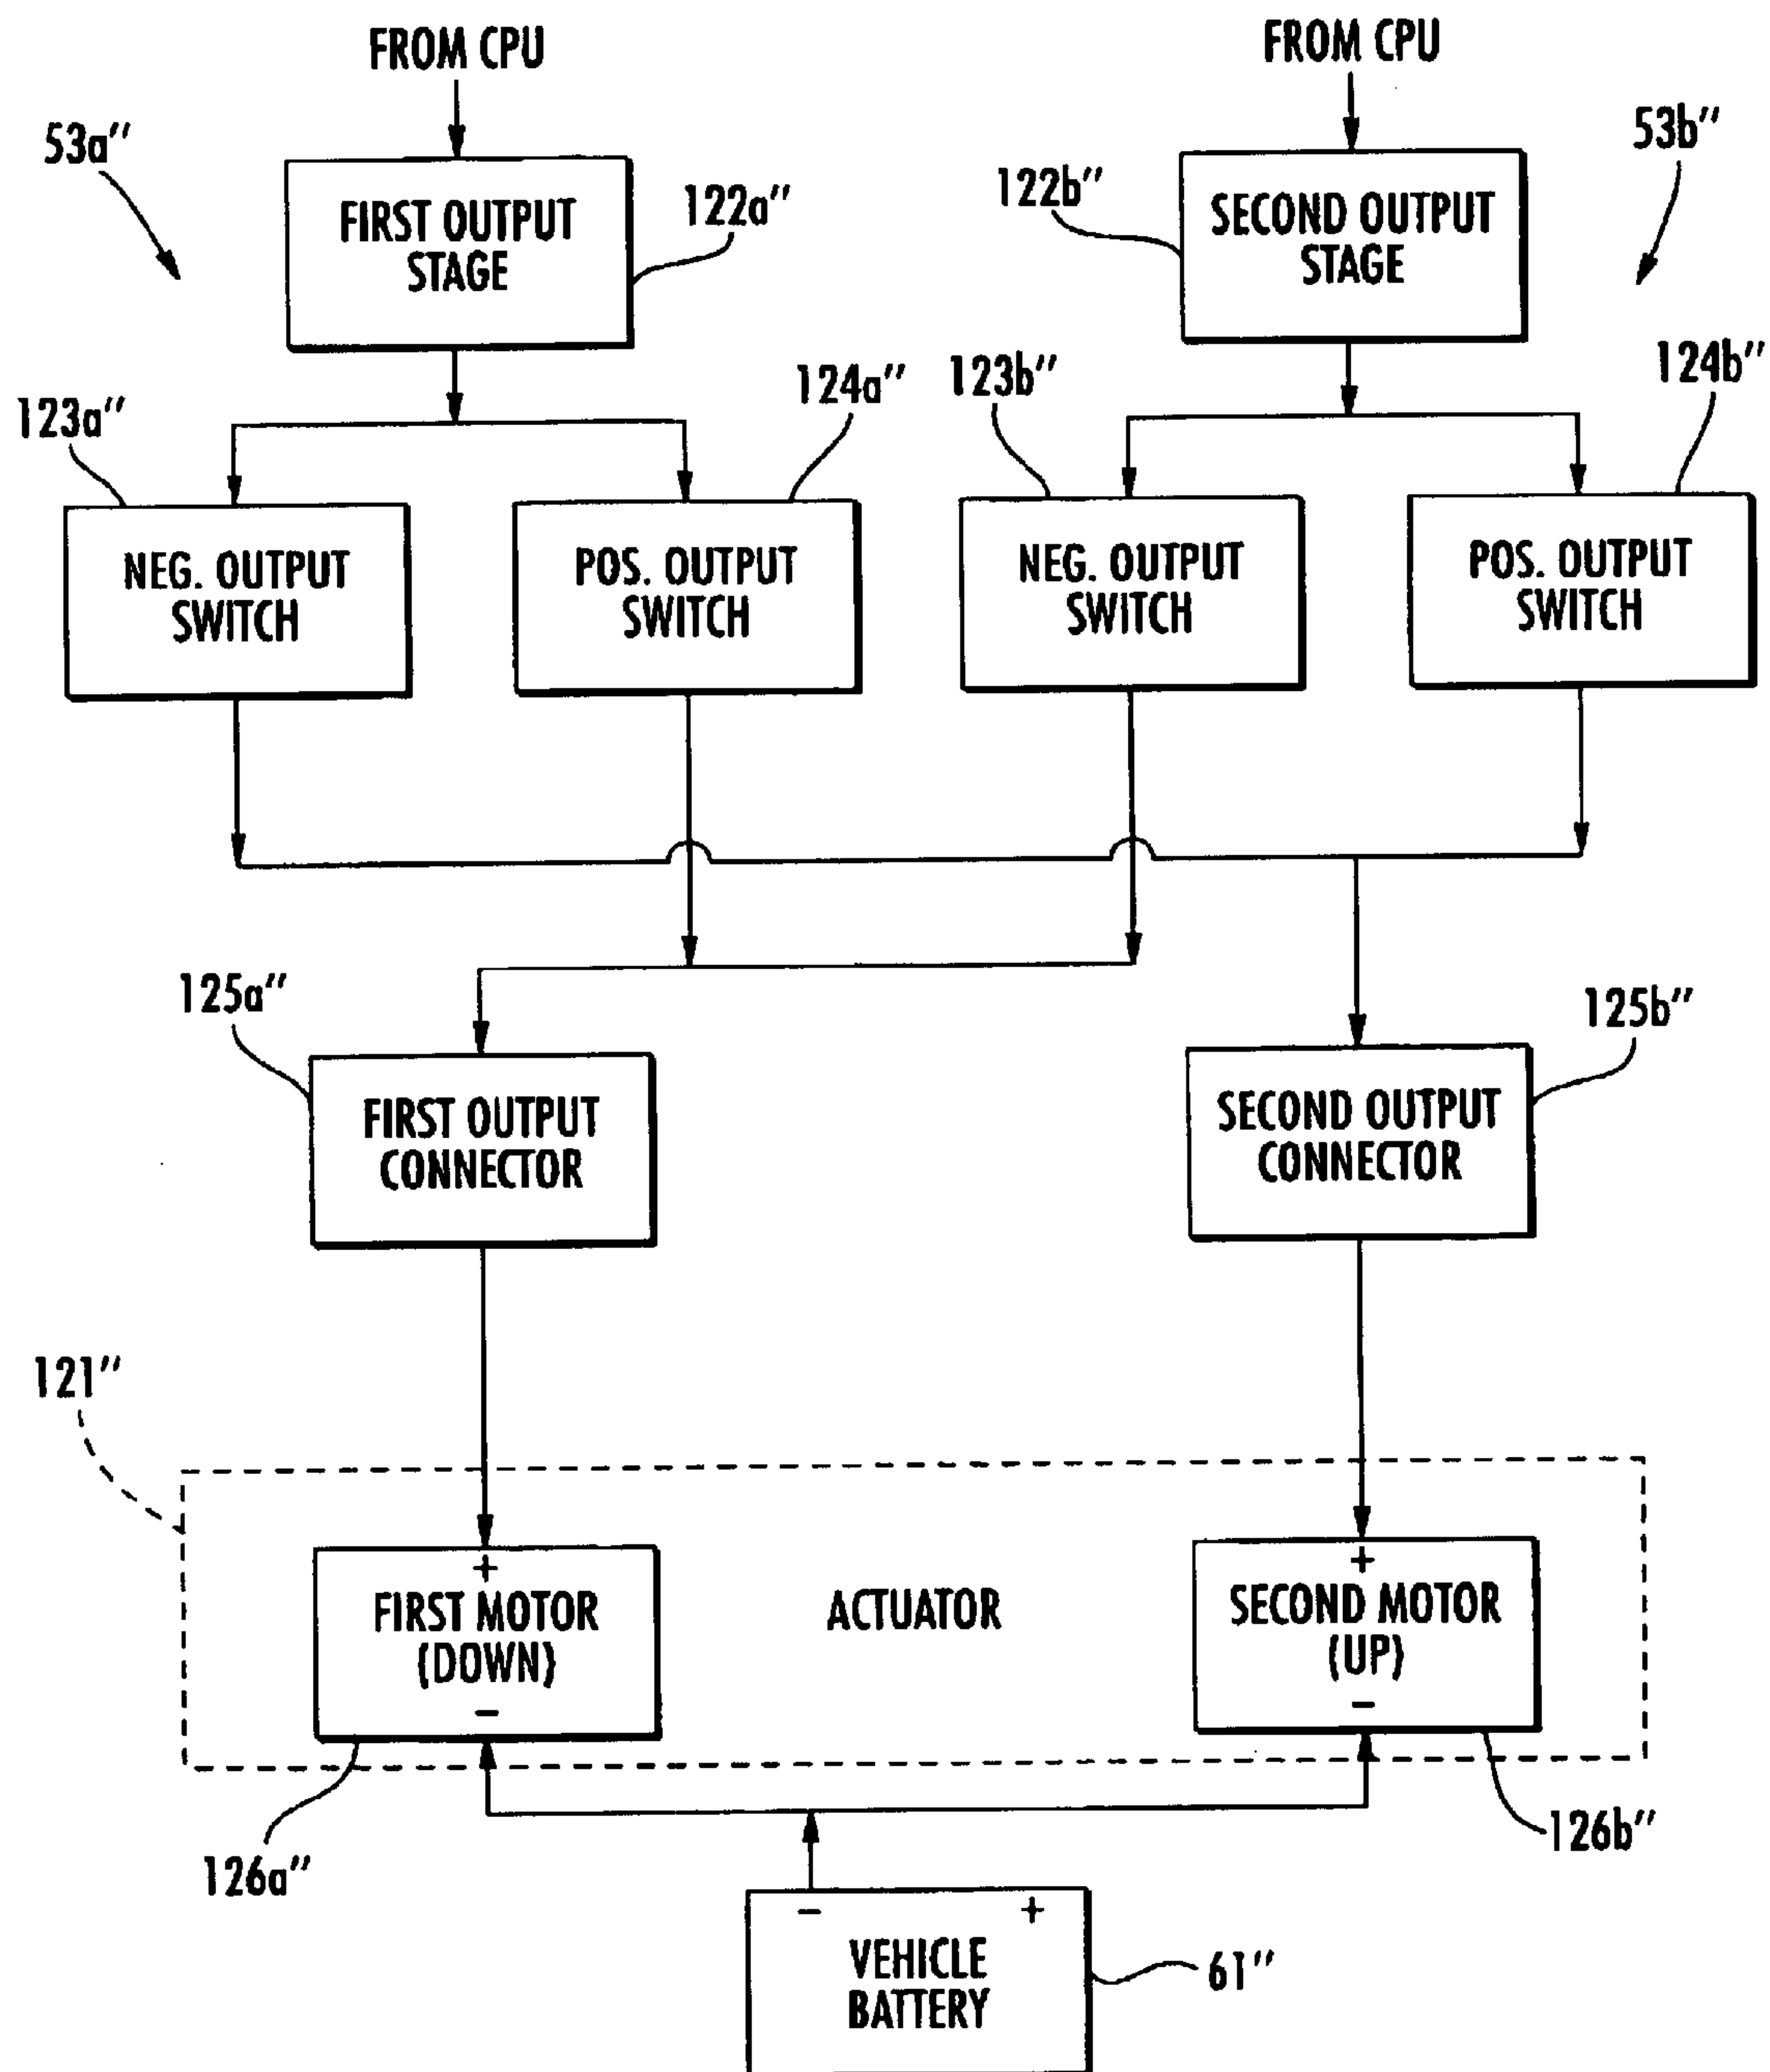 FROM CPU
FROM CPU
53a″
53b″
122a″
122b″
FIRST OUTPUT
STAGE
SECOND OUTPUT
STAGE
123a″
124a″
123b″
124b″
NEG. OUTPUT
SWITCH
POS. OUTPUT
SWITCH
NEG. OUTPUT
SWITCH
POS. OUTPUT
SWITCH
125a″
125b″
FIRST OUTPUT
CONNECTOR
SECOND OUTPUT
CONNECTOR
121″
+
FIRST MOTOR
(DOWN)
−
ACTUATOR
+
SECOND MOTOR
(UP)
−
126a″
126b″
− +
VEHICLE
BATTERY
61″